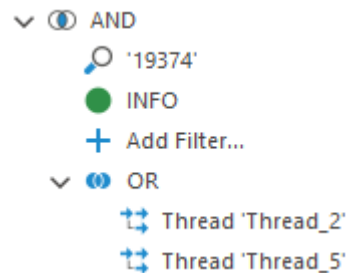 AND
'19374'
INFO
Add Filter...
OR
Thread 'Thread_2'
Thread 'Thread_5'